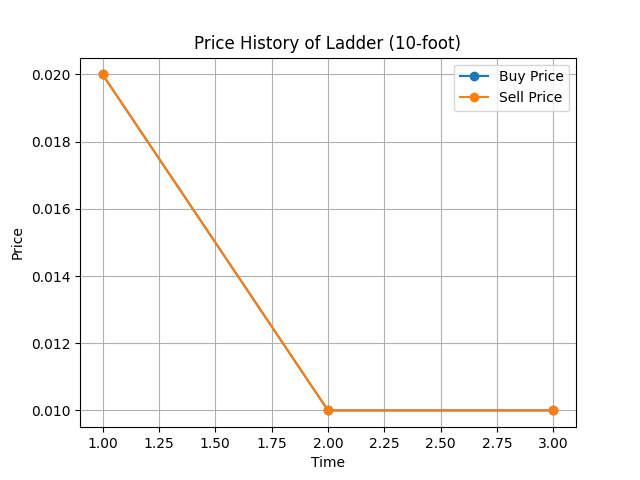 Price History of Ladder (10-foot)
Buy Price
Sell Price
Price
0.020
0.018
0.016
0.014
0.012
0.010
1.00 1.25 1.50 1.75 2.00 2.25 2.50 2.75 3.00
Time